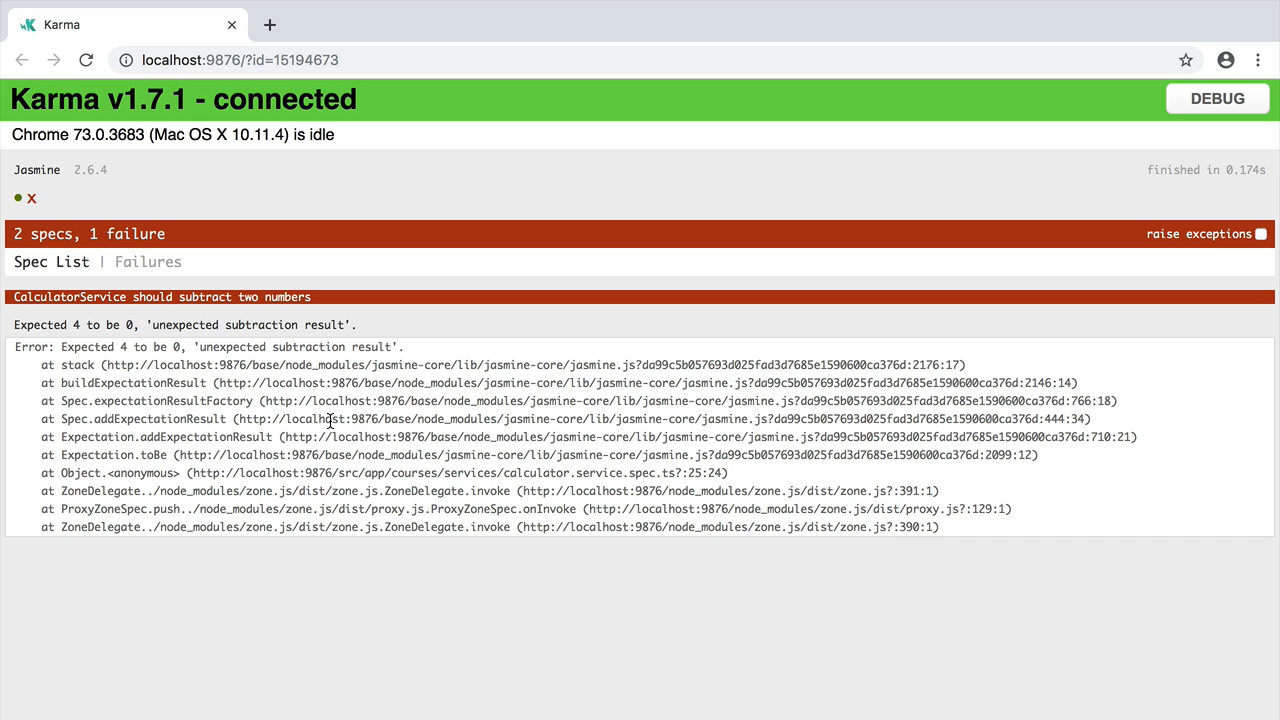 Karma
localhost:9876/?id=15194673
Karma v1.7.1 - connected
DEBUG
Chrome 73.0.3683 (Mac OS X 10.11.4) is idle
Jasmine 2.6.4
finished in 0.174s
2 specs, 1 failure
raise exceptions
Spec List | Failures
CalculatorService should subtract two numbers
Expected 4 to be 0, 'unexpected subtraction result'.
Error: Expected 4 to be 0, 'unexpected subtraction result'.
at stack (http://localhost:9876/base/node_modules/jasmine-core/lib/jasmine-core/jasmine.js?da99c5b057693d025fad3d7685e1590600ca376d:2176:17)
at buildExpectationResult (http://localhost:9876/base/node_modules/jasmine-core/lib/jasmine-core/jasmine.js?da99c5b057693d025fad3d7685e1590600ca376d:2146:14)
at Spec.expectationResultFactory (http://localhost:9876/base/node_modules/jasmine-core/lib/jasmine-core/jasmine.js?da99c5b057693d025fad3d7685e1590600ca376d:766:18)
at Spec.addExpectationResult (http://localhost:9876/base/node_modules/jasmine-core/lib/jasmine-core/jasmine.js?da99c5b057693d025fad3d7685e1590600ca376d:444:34)
at Expectation.addExpectationResult (http://localhost:9876/base/node_modules/jasmine-core/lib/jasmine-core/jasmine.js?da99c5b057693d025fad3d7685e1590600ca376d:710:21)
at Expectation.toBe (http://localhost:9876/base/node_modules/jasmine-core/lib/jasmine-core/jasmine.js?da99c5b057693d025fad3d7685e1590600ca376d:2099:12)
at Object.<anonymous> (http://localhost:9876/src/app/courses/services/calculator.service.spec.ts?:25:24)
at ZoneDelegate../node_modules/zone.js/dist/zone.js.ZoneDelegate.invoke (http://localhost:9876/node_modules/zone.js/dist/zone.js?:391:1)
at ProxyZoneSpec.push../node_modules/zone.js/dist/proxy.js.ProxyZoneSpec.onInvoke (http://localhost:9876/node_modules/zone.js/dist/proxy.js?:129:1)
at ZoneDelegate../node_modules/zone.js/dist/zone.js.ZoneDelegate.invoke (http://localhost:9876/node_modules/zone.js/dist/zone.js?:390:1)